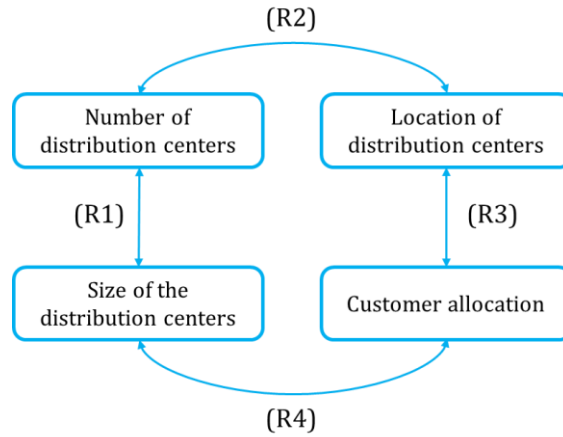 (R2)
Number of
distribution centers
Location of
distribution centers
(R1)
(R3)
Size of the
distribution centers
Customer allocation
(R4)